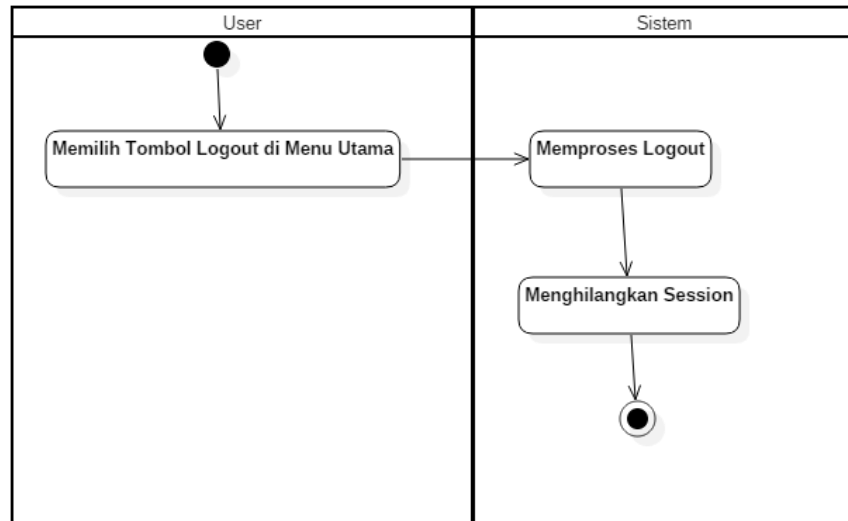 User
Sistem
Memilih Tombol Logout di Menu Utama
Memproses Logout
Menghilangkan Session